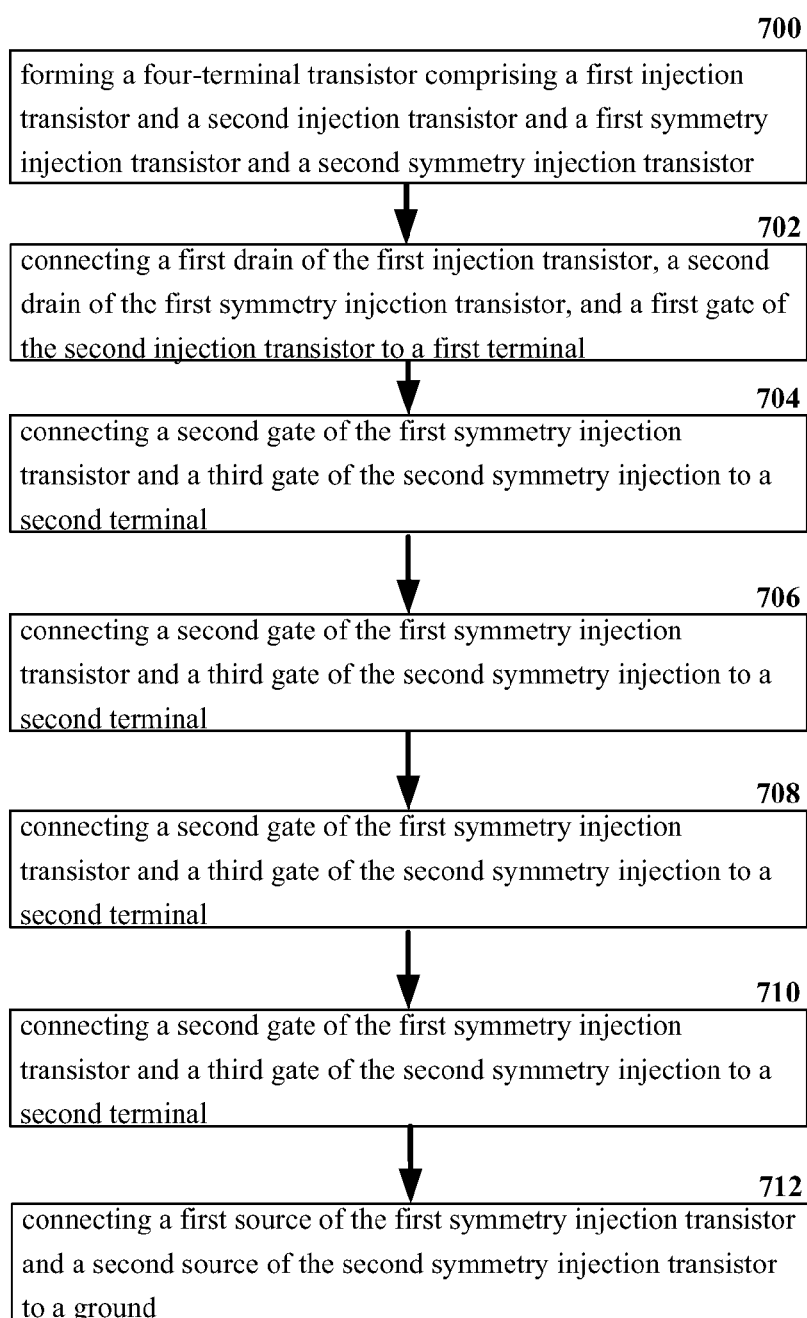 700
forming a four-terminal transistor comprising a first injection
transistor and a second injection transistor and a first symmetry
injection transistor and a second symmetry injection transistor
702
connecting a first drain of the first injection transistor, a second
drain of the first symmetry injection transistor, and a first gate of
the second injection transistor to a first terminal
704
connecting a second gate of the first symmetry injection
transistor and a third gate of the second symmetry injection to a
second terminal
706
connecting a second gate of the first symmetry injection
transistor and a third gate of the second symmetry injection to a
second terminal
708
connecting a second gate of the first symmetry injection
transistor and a third gate of the second symmetry injection to a
second terminal
710
connecting a second gate of the first symmetry injection
transistor and a third gate of the second symmetry injection to a
second terminal
712
connecting a first source of the first symmetry injection transistor
and a second source of the second symmetry injection transistor
to a ground